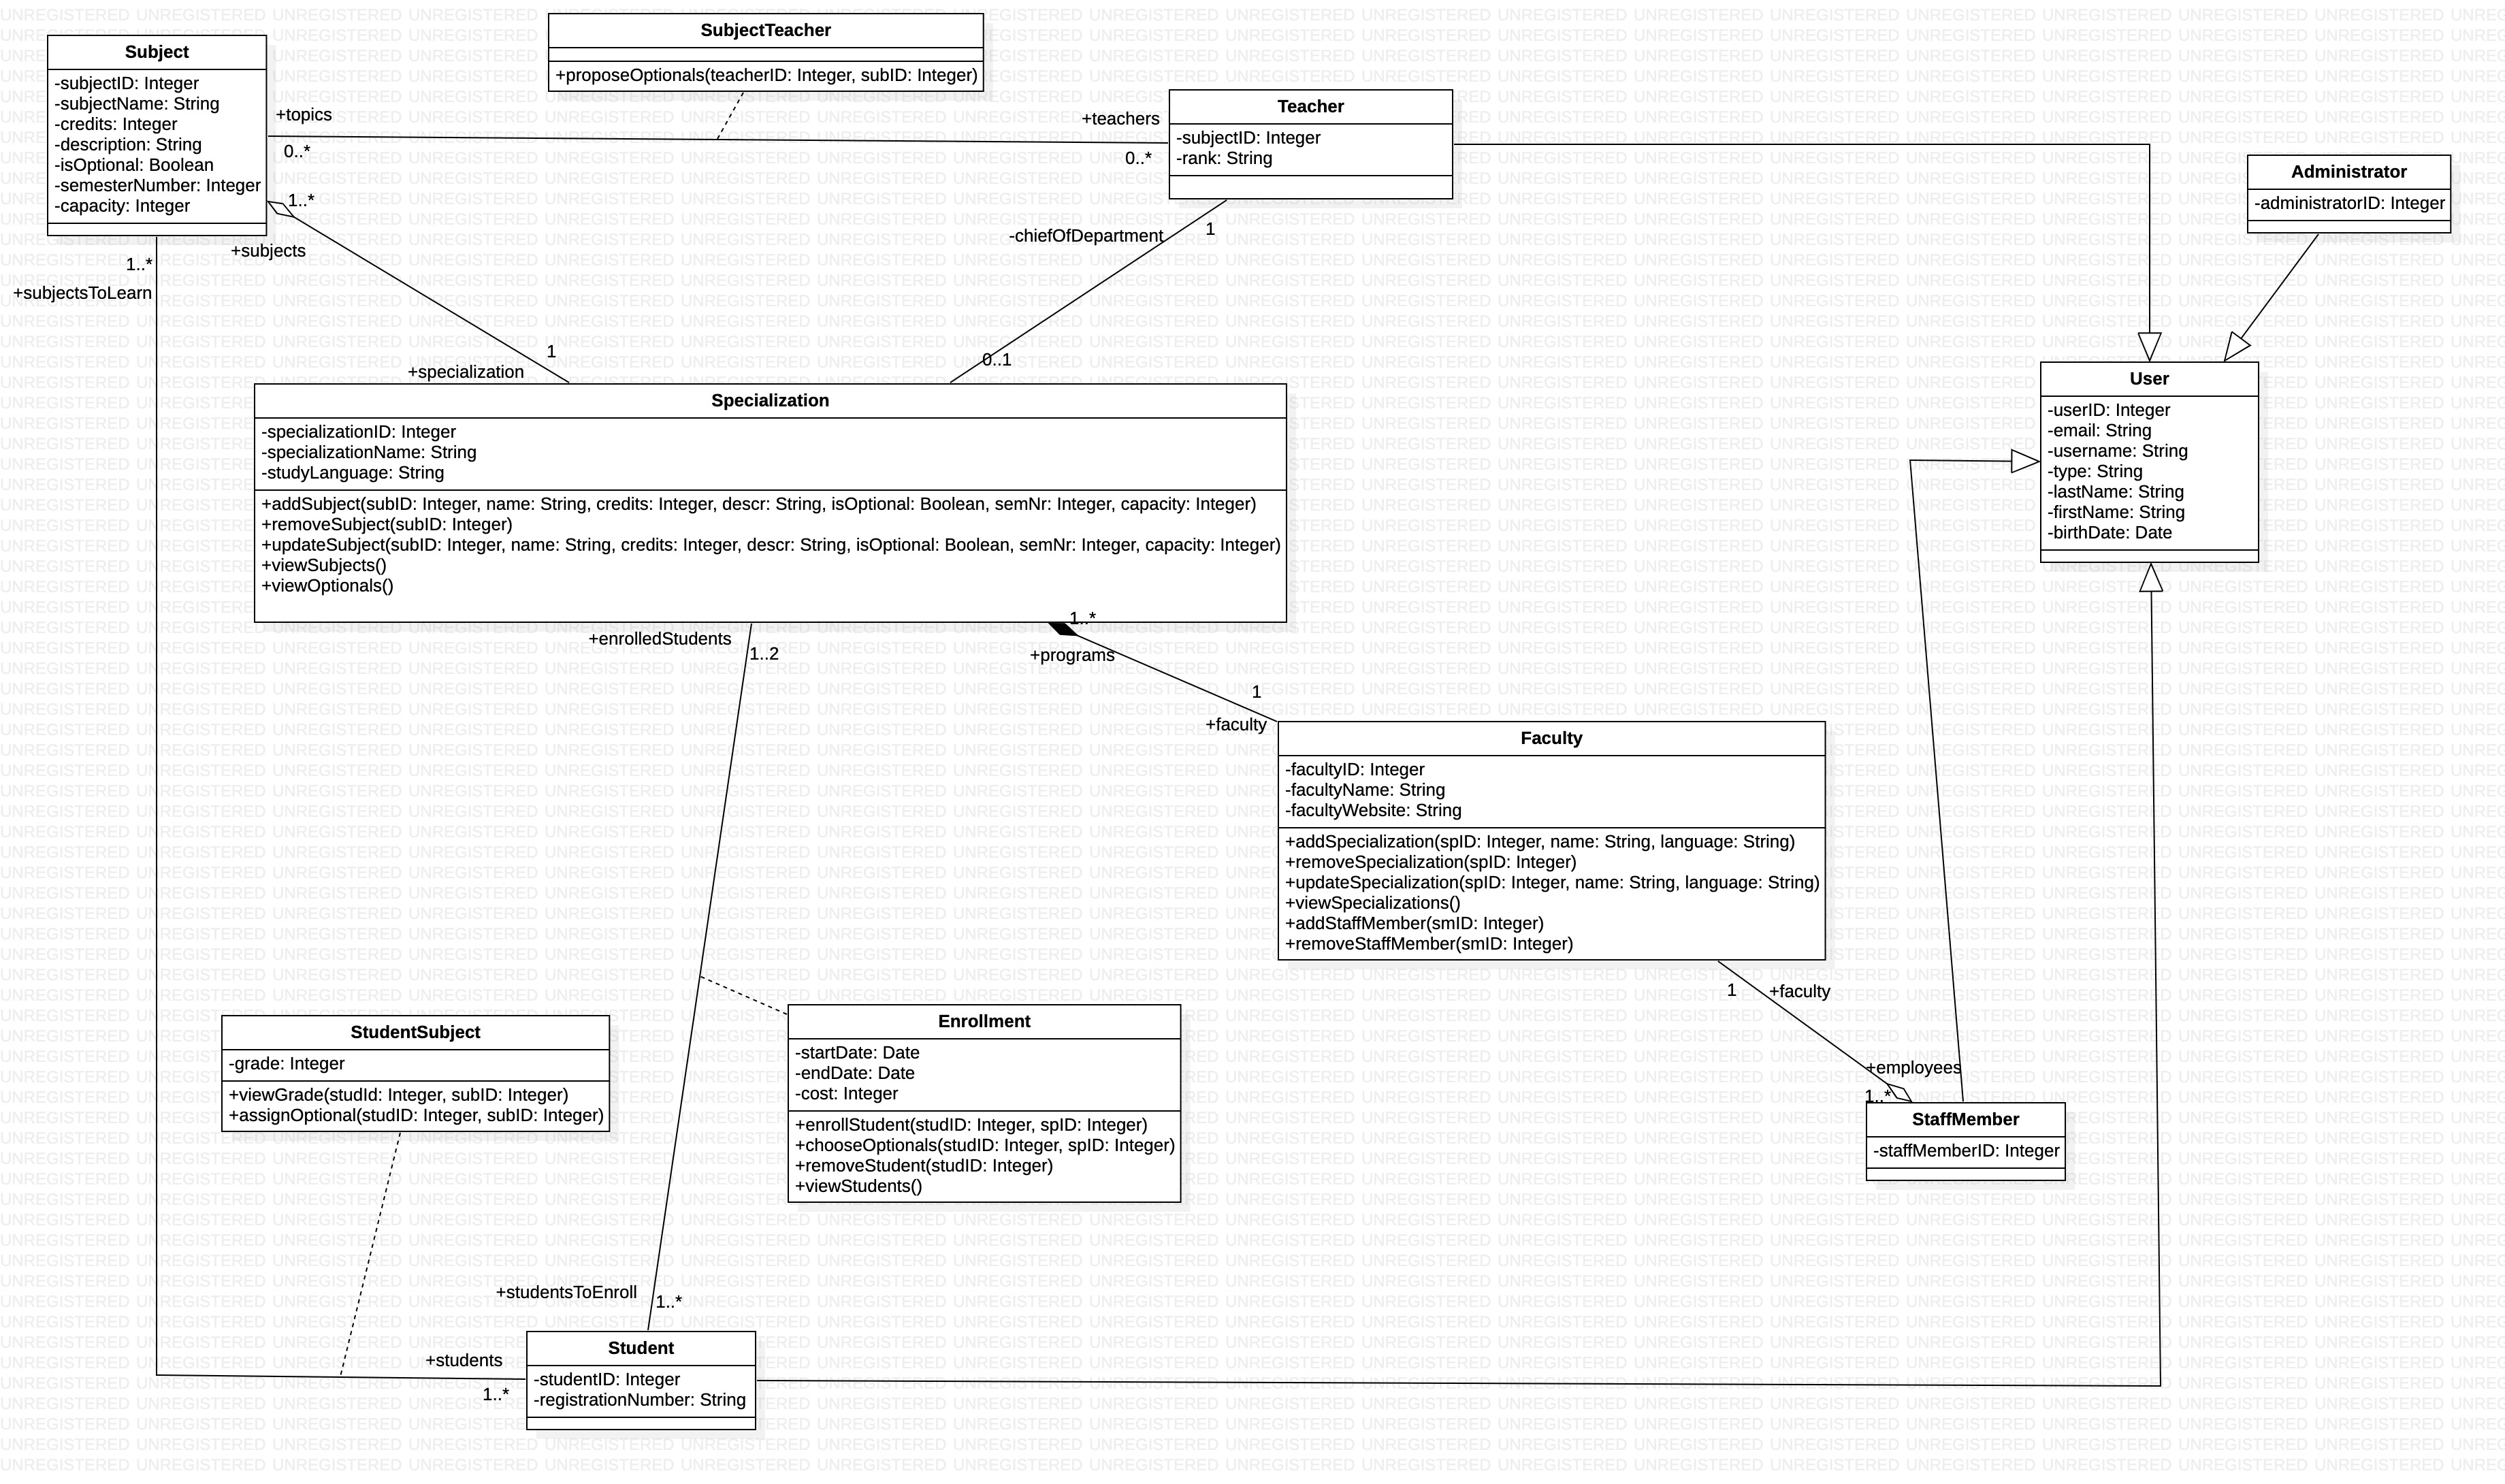 SubjectTeacher
+proposeOptionals(teacherID: Integer, subID: Integer)
Subject
-subjectID: Integer
-subjectName: String
-credits: Integer
-description: String
-isOptional: Boolean
-semesterNumber: Integer
-capacity: Integer
+topics
0..*
+teachers
0..*
Teacher
-subjectID: Integer
-rank: String
Administrator
-administratorID: Integer
1..*
+subjects
1..*
+subjectsToLearn
-chiefOfDepartment
1
1
+specialization
0..1
Specialization
-specializationID: Integer
-specializationName: String
-studyLanguage: String
+addSubject(subID: Integer, name: String, credits: Integer, descr: String, isOptional: Boolean, semNr: Integer, capacity: Integer)
+removeSubject(subID: Integer)
+updateSubject(subID: Integer, name: String, credits: Integer, descr: String, isOptional: Boolean, semNr: Integer, capacity: Integer)
+viewSubjects()
+viewOptionals()
User
-userID: Integer
-email: String
-username: String
-type: String
-lastName: String
-firstName: String
-birthDate: Date
+enrolledStudents
1..2
1..*
+programs
1
+faculty
Faculty
-facultyID: Integer
-facultyName: String
-facultyWebsite: String
+addSpecialization(spID: Integer, name: String, language: String)
+removeSpecialization(spID: Integer)
+updateSpecialization(spID: Integer, name: String, language: String)
+viewSpecializations()
+addStaffMember(smID: Integer)
+removeStaffMember(smID: Integer)
1
+faculty
+employees
1..*
StaffMember
-staffMemberID: Integer
StudentSubject
-grade: Integer
+viewGrade(studId: Integer, subID: Integer)
+assignOptional(studID: Integer, subID: Integer)
Enrollment
-startDate: Date
-endDate: Date
-cost: Integer
+enrollStudent(studID: Integer, spID: Integer)
+chooseOptionals(studID: Integer, spID: Integer)
+removeStudent(studID: Integer)
+viewStudents()
+studentsToEnroll
1..*
+students
1..*
Student
-studentID: Integer
-registrationNumber: String
UNREGISTERED